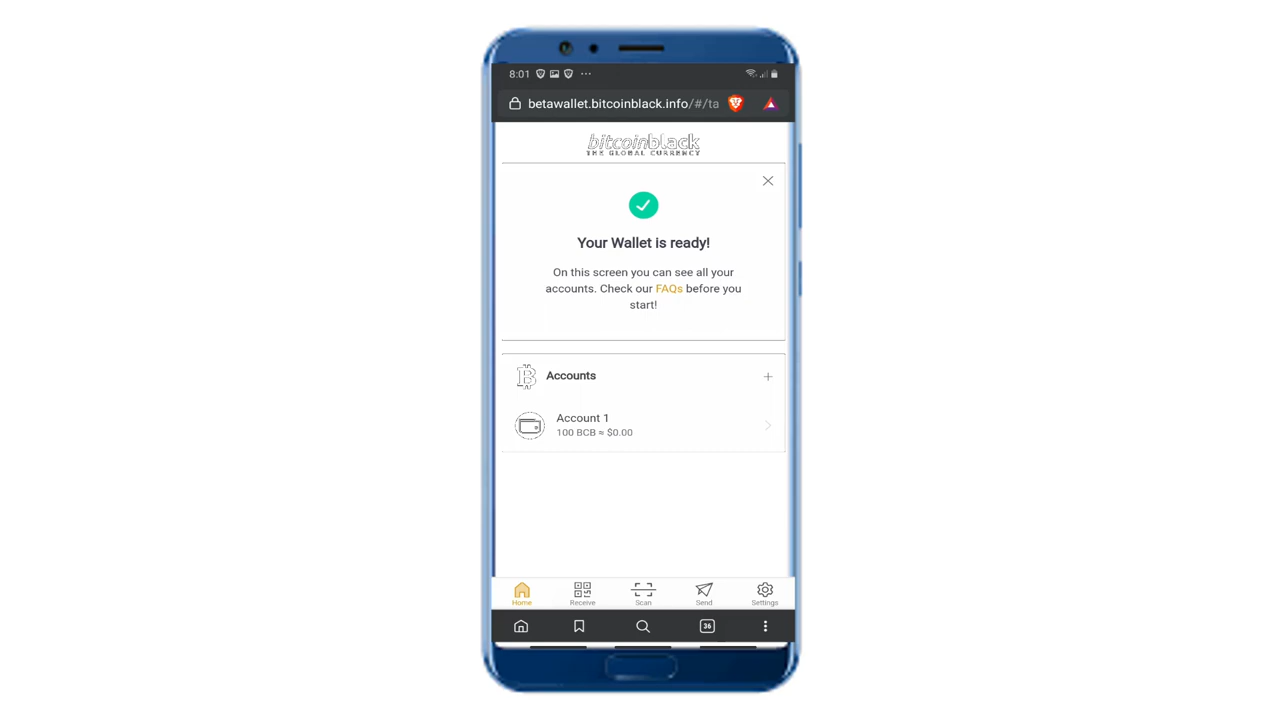 8:01
betawallet.bitcoinblack.info/#/ta
bitcoinblack
THE GLOBAL CURRENCY
Your Wallet is ready!
On this screen you can see all your
accounts. Check our FAQs before you
start!
Accounts
Account 1
100 BCB ≈ $0.00
Home Receive Scan Send Settings
36